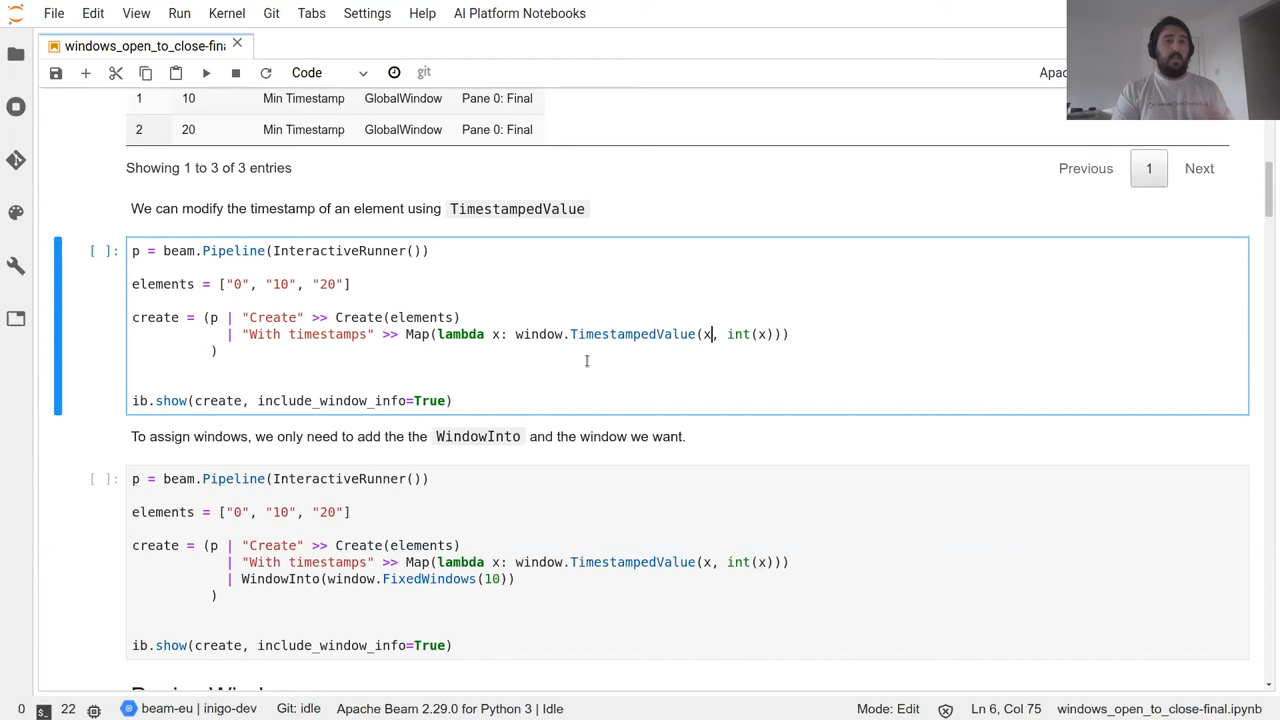 File Edit View Run Kernel Git Tabs Settings Help AI Platform Notebooks
windows_open_to_close-fina
Code git Apac
1 10 Min Timestamp GlobalWindow Pane 0: Final
2 20 Min Timestamp GlobalWindow Pane 0: Final
Showing 1 to 3 of 3 entries Previous 1 Next
We can modify the timestamp of an element using TimestampedValue
[ ]: p = beam.Pipeline(InteractiveRunner())
elements = ["0", "10", "20"]
create = (p | "Create" >> Create(elements)
| "With timestamps" >> Map(lambda x: window.TimestampedValue(x, int(x)))
)
ib.show(create, include_window_info=True)
To assign windows, we only need to add the the WindowInto and the window we want.
[ ]: p = beam.Pipeline(InteractiveRunner())
elements = ["0", "10", "20"]
create = (p | "Create" >> Create(elements)
| "With timestamps" >> Map(lambda x: window.TimestampedValue(x, int(x)))
| WindowInto(window.FixedWindows(10))
)
ib.show(create, include_window_info=True)
0 22 beam-eu | inigo-dev Git: idle Apache Beam 2.29.0 for Python 3 | Idle Mode: Edit Ln 6, Col 75 windows_open_to_close-final.ipynb